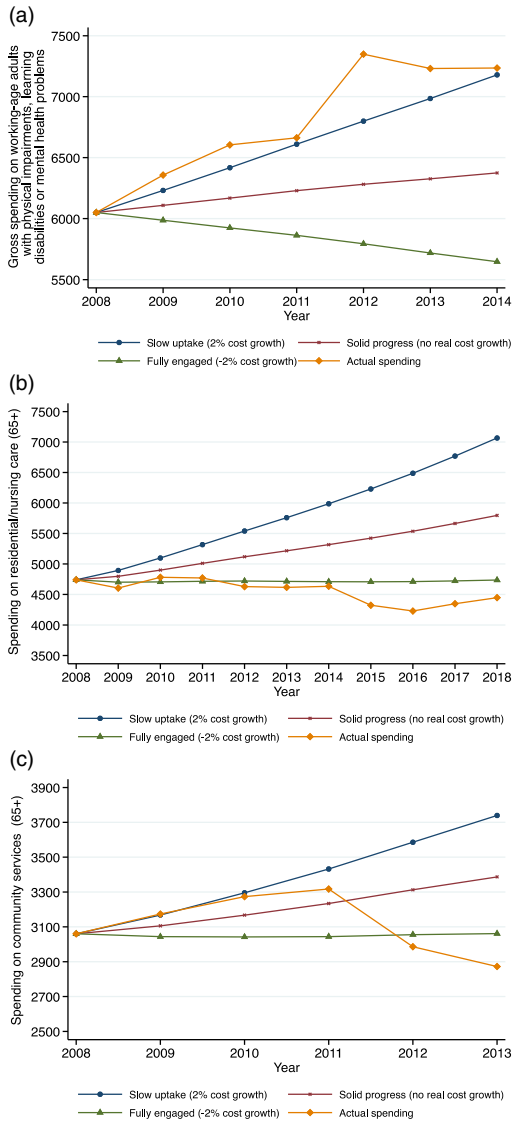 (a)
7500
7000
6500
6000
5500
Gross spending on working-age adults
with physical impairments, learning
disabilities or mental health problems
2008 2009 2010 2011 2012 2013 2014
Year
Slow uptake (2% cost growth) Solid progress (no real cost growth)
Fully engaged (-2% cost growth) Actual spending
(b)
7500
7000
6500
6000
5500
5000
4500
4000
3500
Spending on residential/nursing care (65+)
2008 2009 2010 2011 2012 2013 2014 2015 2016 2017 2018
Year
Slow uptake (2% cost growth) Solid progress (no real cost growth)
Fully engaged (-2% cost growth) Actual spending
(c)
3900
3700
3500
3300
3100
2900
2700
2500
Spending on community services (65+)
2008 2009 2010 2011 2012 2013
Year
Slow uptake (2% cost growth) Solid progress (no real cost growth)
Fully engaged (-2% cost growth) Actual spending